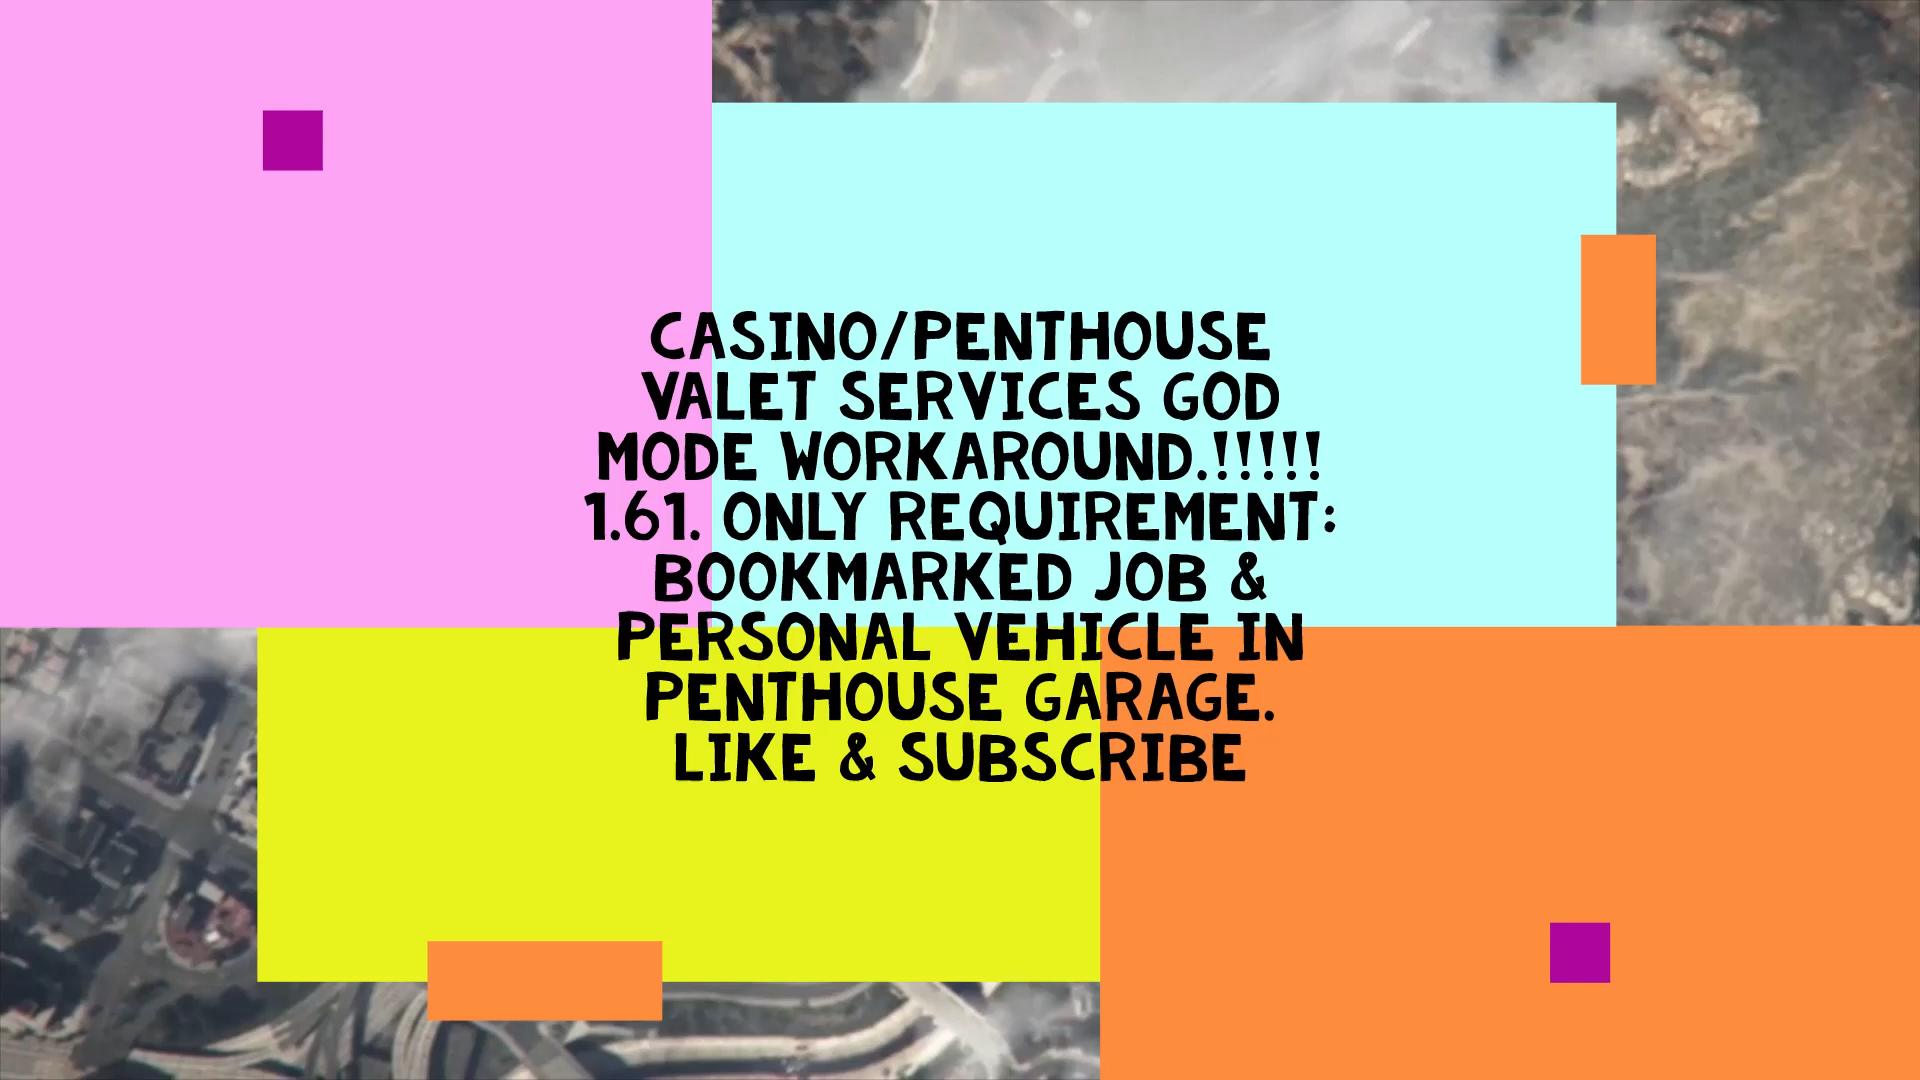 CASINO/PENTHOUSE
VALET SERVICES GOD
MODE WORKAROUND.!!!!!
1.61. ONLY REQUIREMENT:
BOOKMARKED JOB &
PERSONAL VEHICLE IN
PENTHOUSE GARAGE.
LIKE & SUBSCRIBE